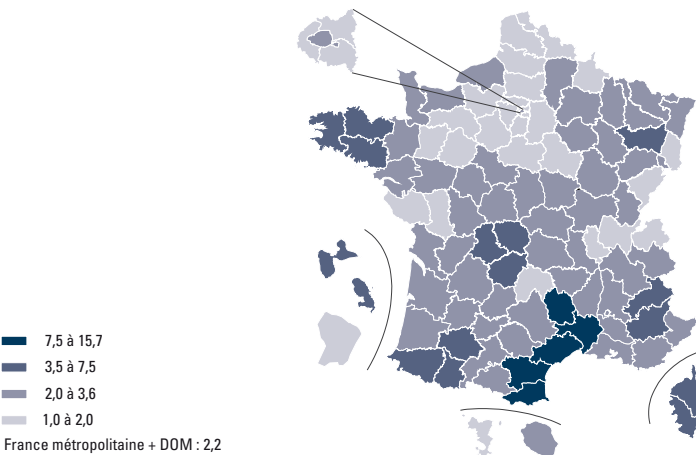 7,5 à 15,7
3,5 à 7,5
2,0 à 3,6
1,0 à 2,0
France métropolitaine + DOM : 2,2